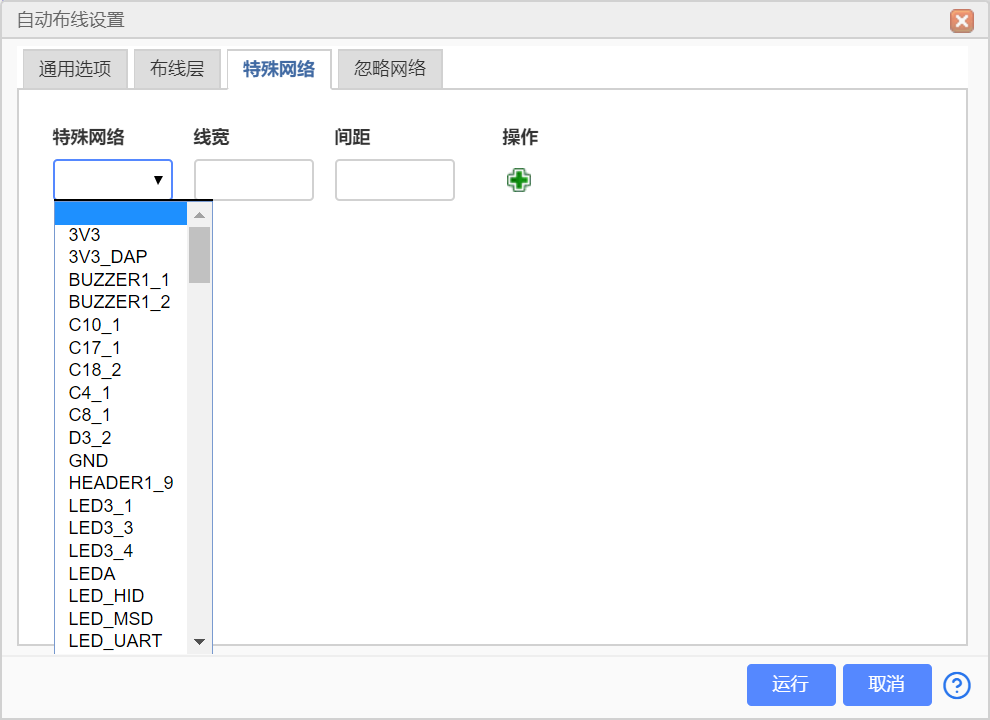 自动布线设置
通用选项 布线层 特殊网络 忽略网络
特殊网络 线宽 间距 操作
3V3
3V3_DAP
BUZZER1_1
BUZZER1_2
C10_1
C17_1
C18_2
C4_1
C8_1
D3_2
GND
HEADER1_9
LED3_1
LED3_3
LED3_4
LEDA
LED_HID
LED_MSD
LED_UART
运行 取消 ?